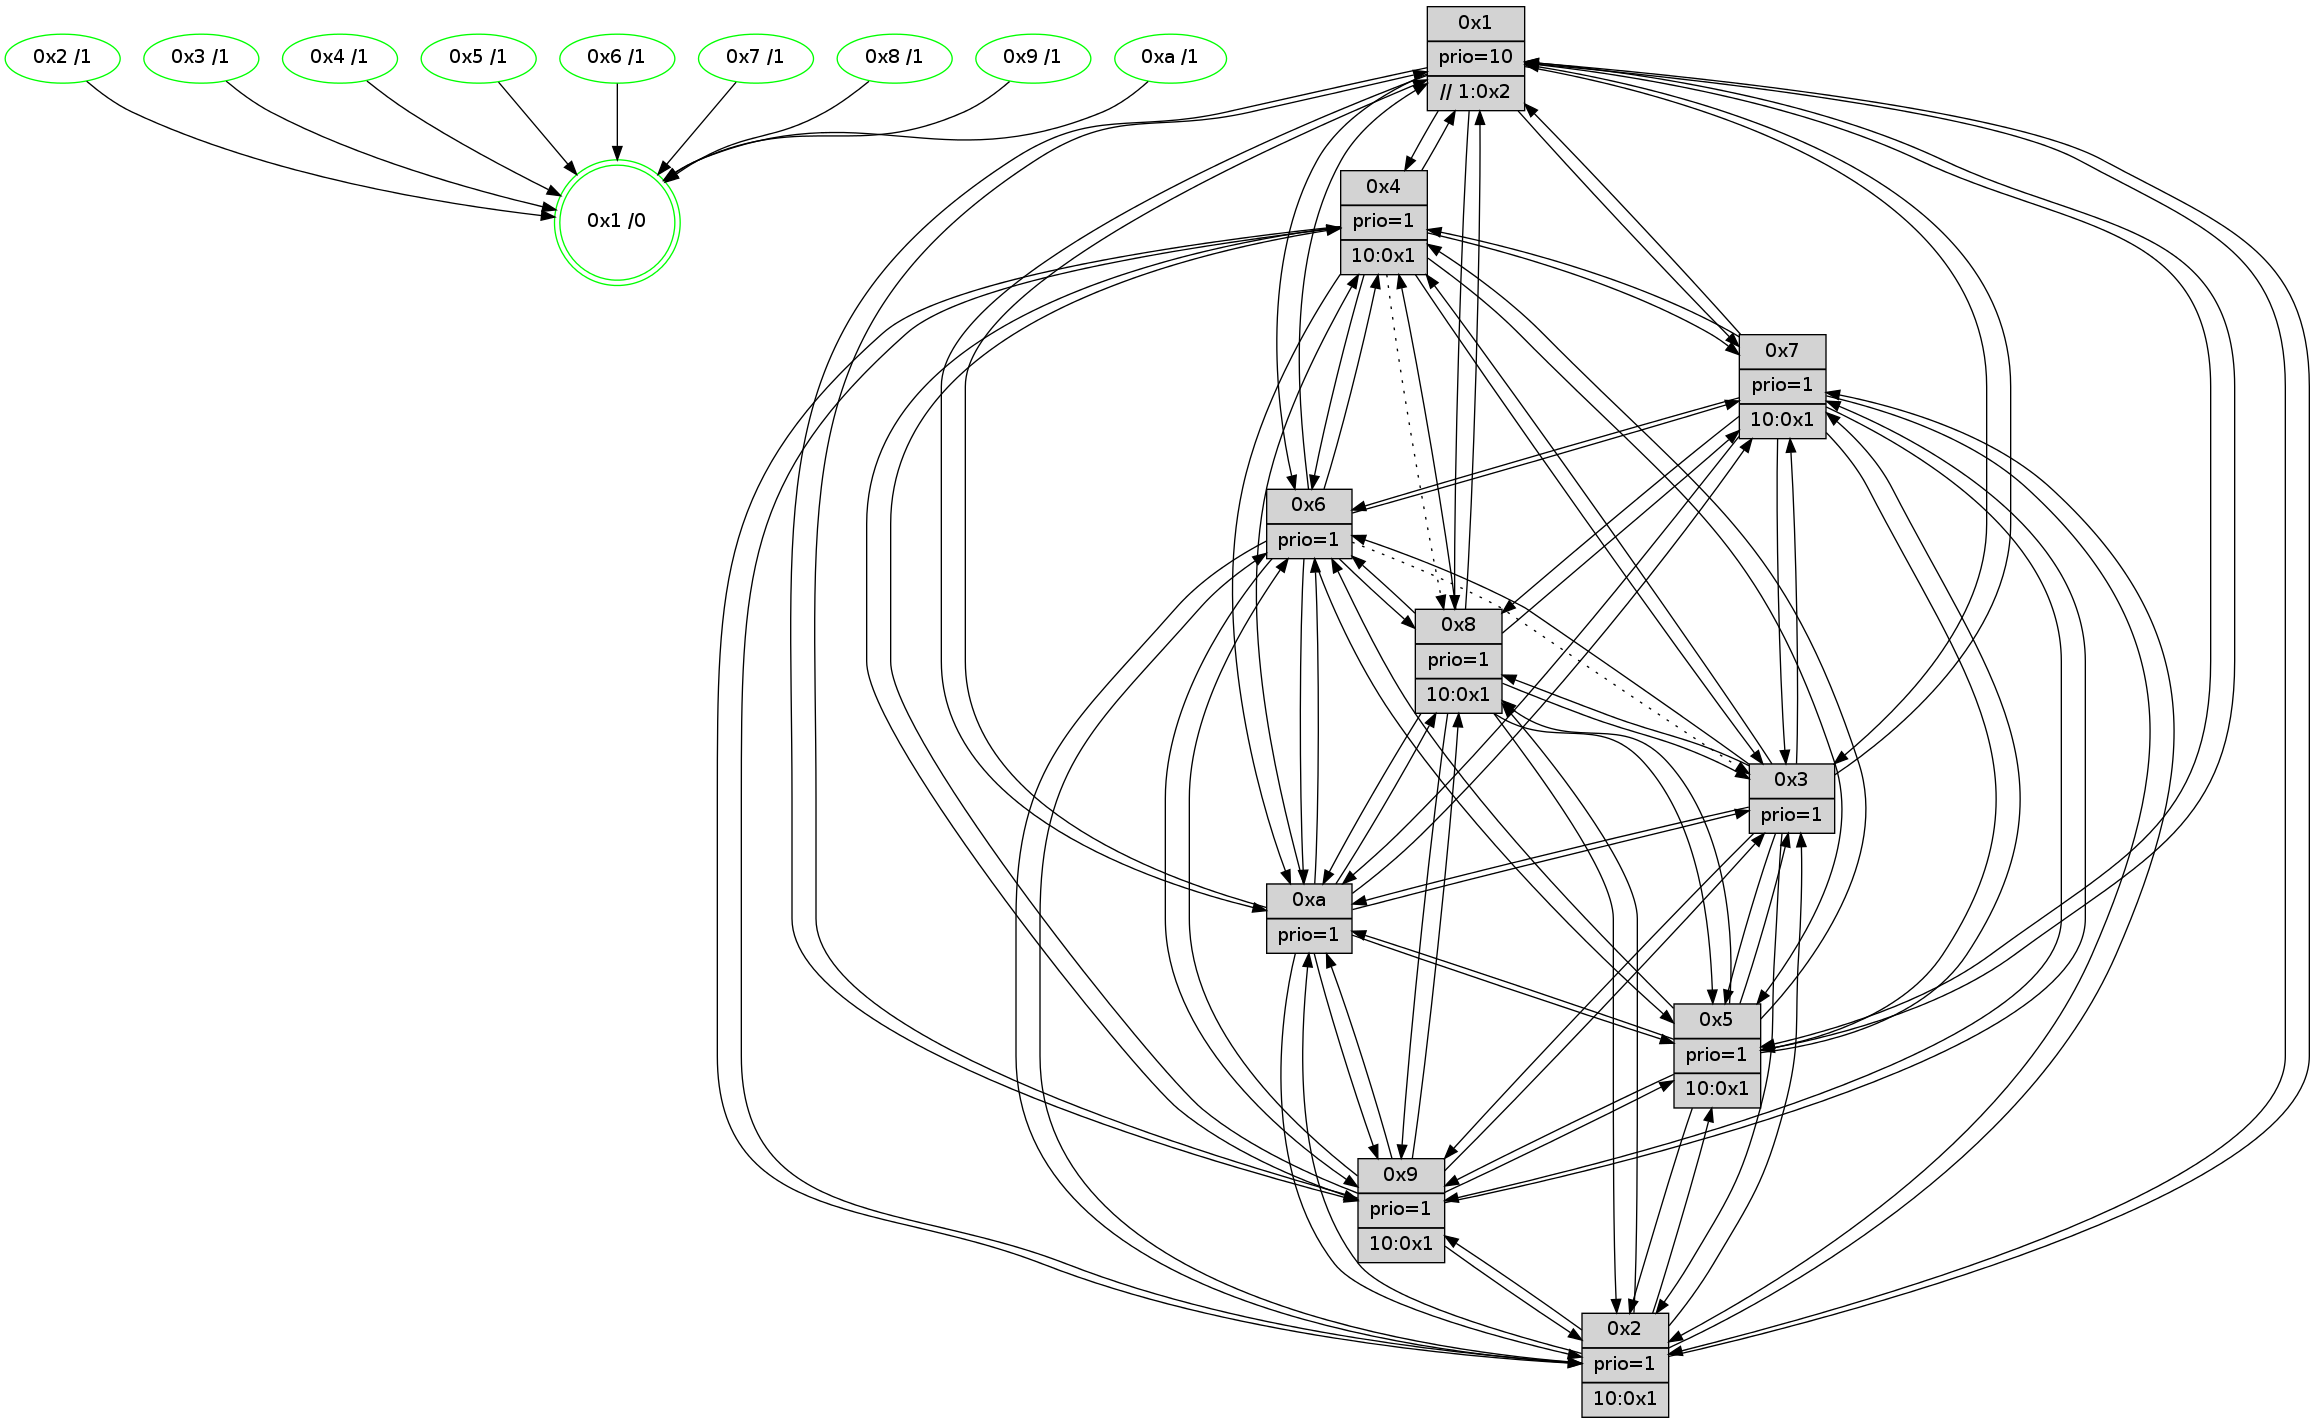 0x2 /1
0x3 /1
0x4 /1
0x5 /1
0x6 /1
0x7 /1
0x8 /1
0x9 /1
0xa /1
0x1 /0
0x1
prio=10
// 1:0x2
0x4
prio=1
10:0x1
0x7
prio=1
10:0x1
0x6
prio=1
0x8
prio=1
10:0x1
0x3
prio=1
0xa
prio=1
0x5
prio=1
10:0x1
0x9
prio=1
10:0x1
0x2
prio=1
10:0x1